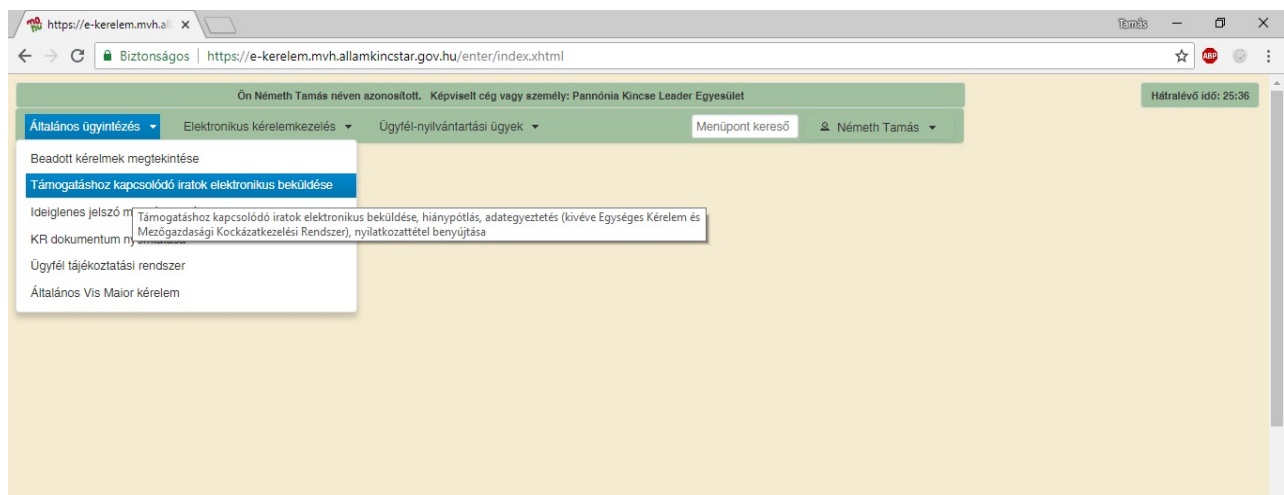 https://e-kerelem.mvh.al
Tamás
Biztonságos | https://e-kerelem.mvh.allamkincstar.gov.hu/enter/index.xhtml
ABP
Ön Németh Tamás néven azonosított. Képviselt cég vagy személy: Pannónia Kincse Leader Egyesület
Hátralévő idő: 25:36
Általános ügyintézés Elektronikus kérelemkezelés Ügyfél-nyilvántartási ügyek Menüpont kereső Németh Tamás
Beadott kérelmek megtekintése
Támogatáshoz kapcsolódó iratok elektronikus beküldése
Ideiglenes jelszó
Támogatáshoz kapcsolódó iratok elektronikus beküldése, hiánypótlás, adategyeztetés (kivéve Egységes Kérelem és
Mezőgazdasági Kockázatkezelési Rendszer), nyilatkozattétel benyújtása
KR dokumentum
Ügyfél tájékoztatási rendszer
Általános Vis Maior kérelem